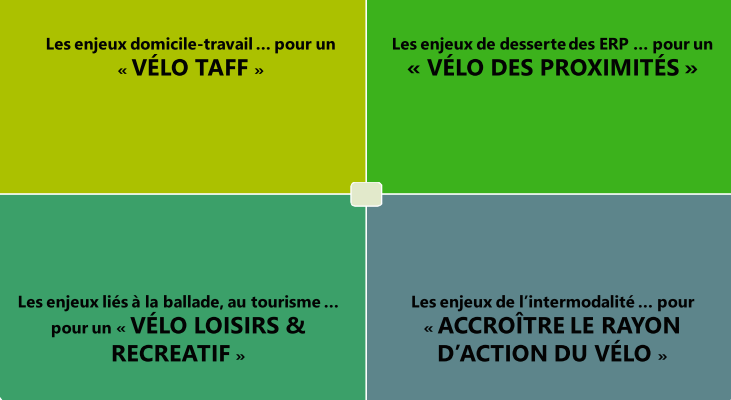 Les enjeux domicile-travail … pour un
« VÉLO TAFF »
Les enjeux de desserte des ERP … pour un
« VÉLO DES PROXIMITÉS »
Les enjeux liés à la ballade, au tourisme …
pour un « VÉLO LOISIRS &
RECREATIF »
Les enjeux de l’intermodalité … pour
« ACCROÎTRE LE RAYON
D’ACTION DU VÉLO »